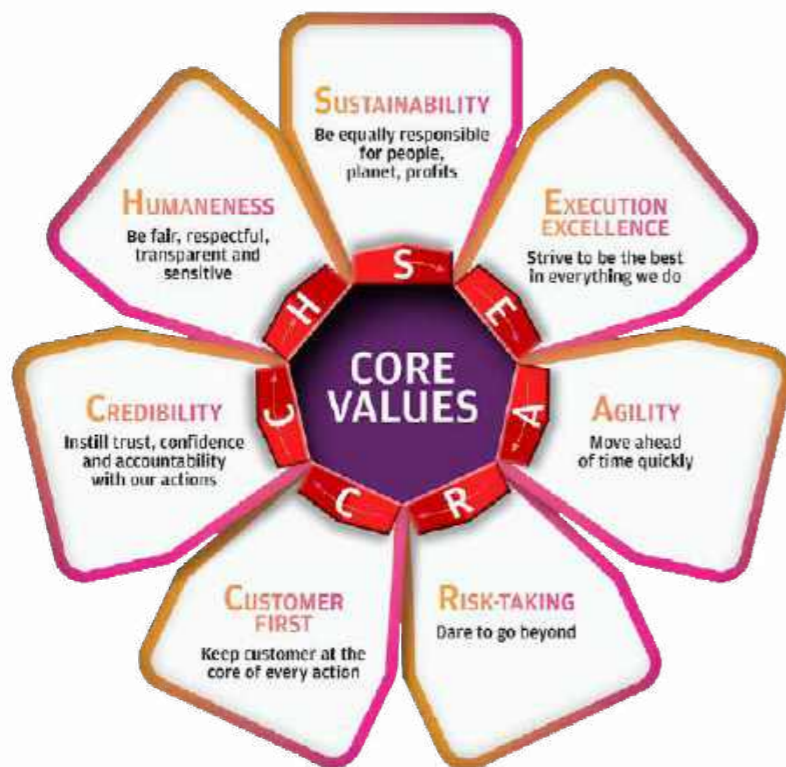 SUSTAINABILITY
Be equally responsible
for people,
planet, profits
EXECUTION
EXCELLENCE
Strive to be the best
in everything we do
AGILITY
Move ahead
of time quickly
RISK-TAKING
Dare to go beyond
CUSTOMER
FIRST
Keep customer at the
core of every action
CREDIBILITY
Instill trust, confidence
and accountability
with our actions
HUMANENESS
Be fair, respectful,
transparent and
sensitive
S
E
A
R
C
C
H
CORE
VALUES